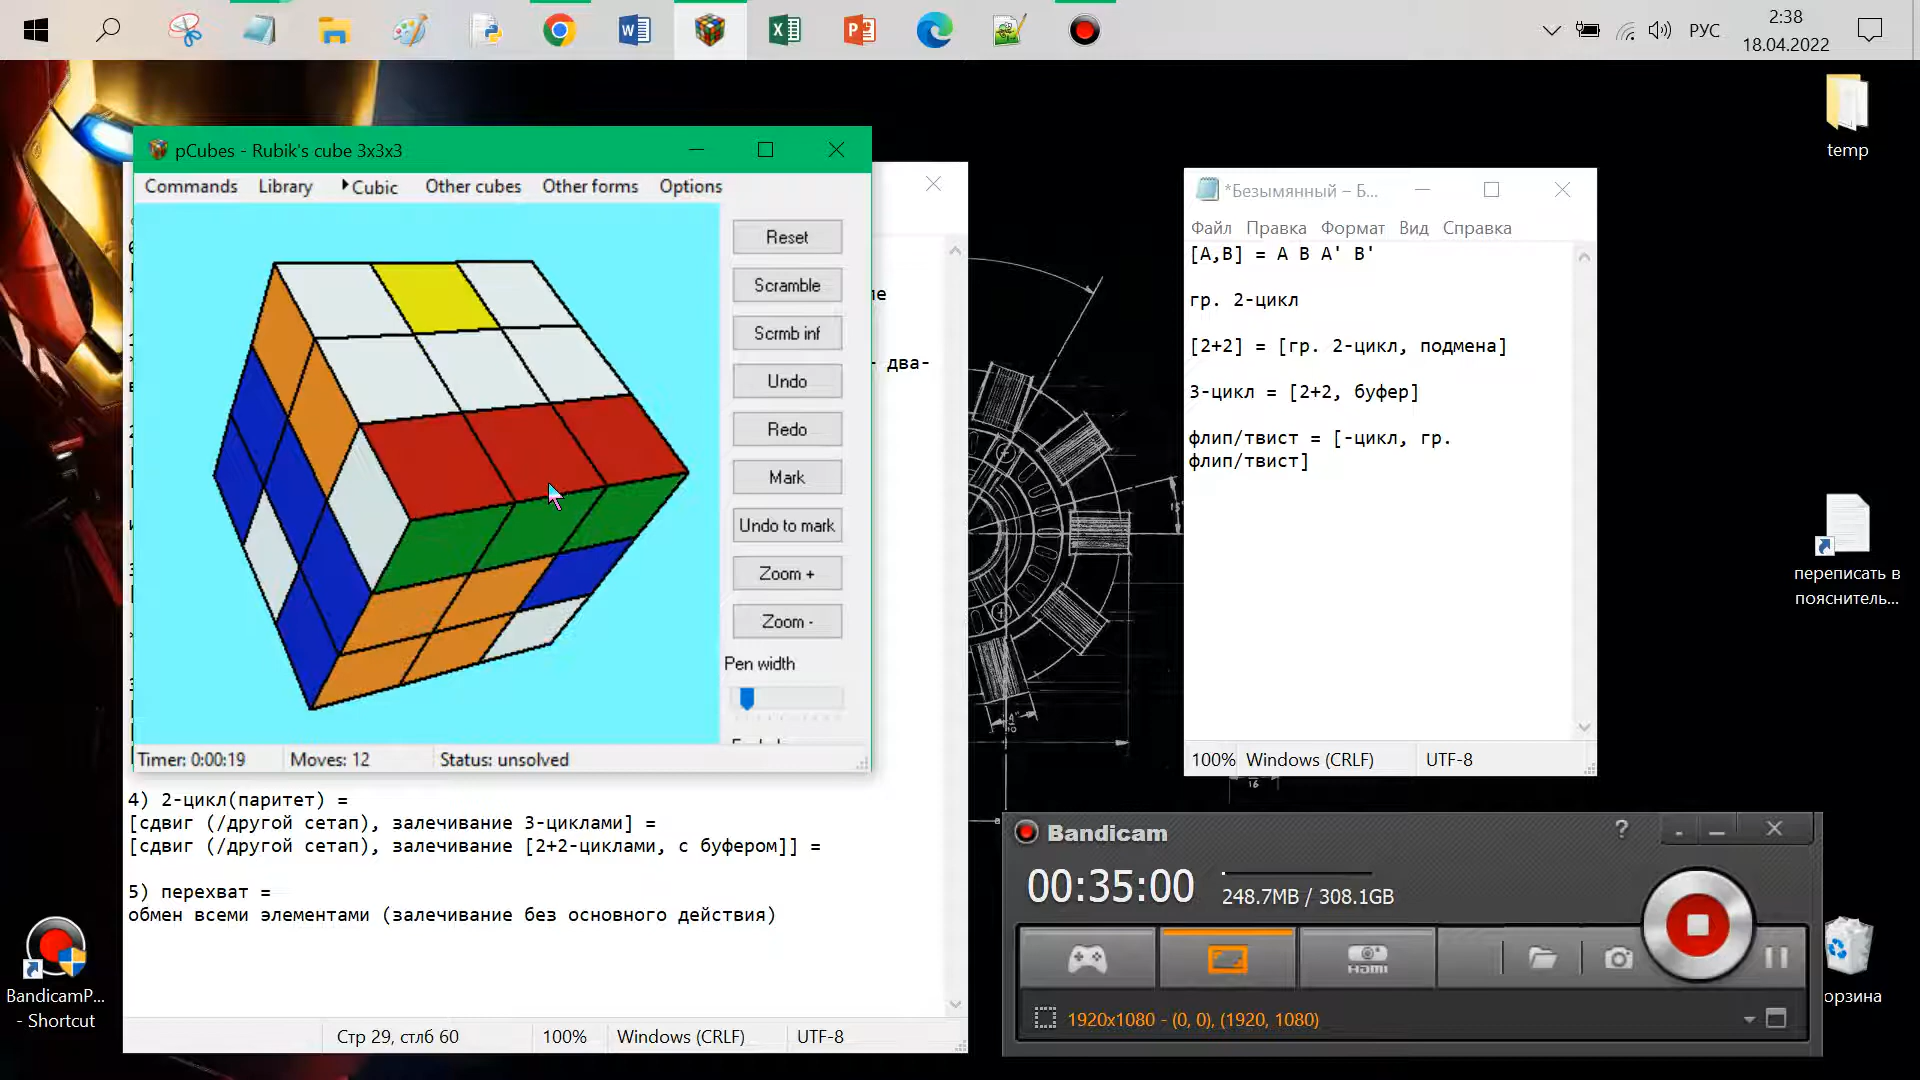 РУС
2:38
18.04.2022
temp
pCubes - Rubik's cube 3x3x3
Commands Library Cubic Other cubes Other forms Options
Reset
Scramble
Scrmb inf
Undo
Redo
Mark
Undo to mark
Zoom +
Zoom -
Pen width
Timer: 0:00:19 Moves: 12 Status: unsolved
- два-
4) 2-цикл(паритет) =
[сдвиг (/другой сетап), залечивание 3-циклами] =
[сдвиг (/другой сетап), залечивание [2+2-циклами, с буфером]] =
5) перехват =
обмен всеми элементами (залечивание без основного действия)
Стр 29, стлб 60 100% Windows (CRLF) UTF-8
*Безымянный – Б...
Файл Правка Формат Вид Справка
[A,B] = A B A' B'
гр. 2-цикл
[2+2] = [гр. 2-цикл, подмена]
3-цикл = [2+2, буфер]
флип/твист = [-цикл, гр.
флип/твист]
100% Windows (CRLF) UTF-8
переписать в
пояснитель...
Bandicam
00:35:00
248.7MB / 308.1GB
HDMI
1920x1080 - (0, 0), (1920, 1080)
BandicamP...
- Shortcut
орзина